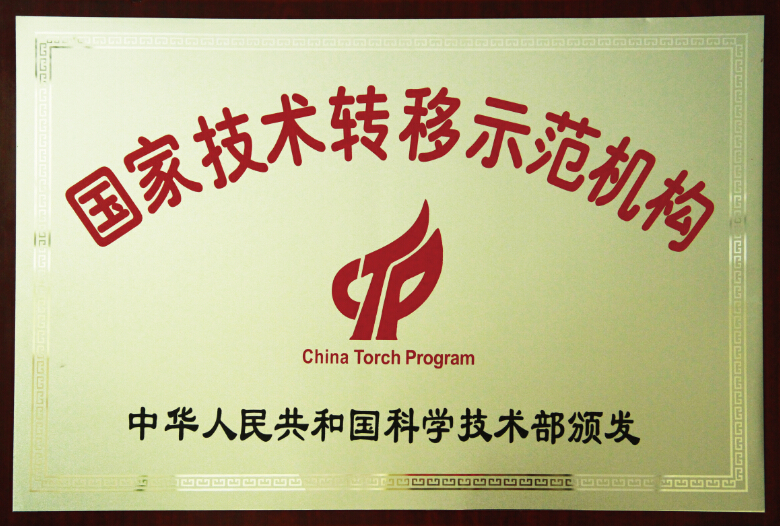 国家技术转移示范机构
CTP
China Torch Program
中华人民共和国科学技术部颁发